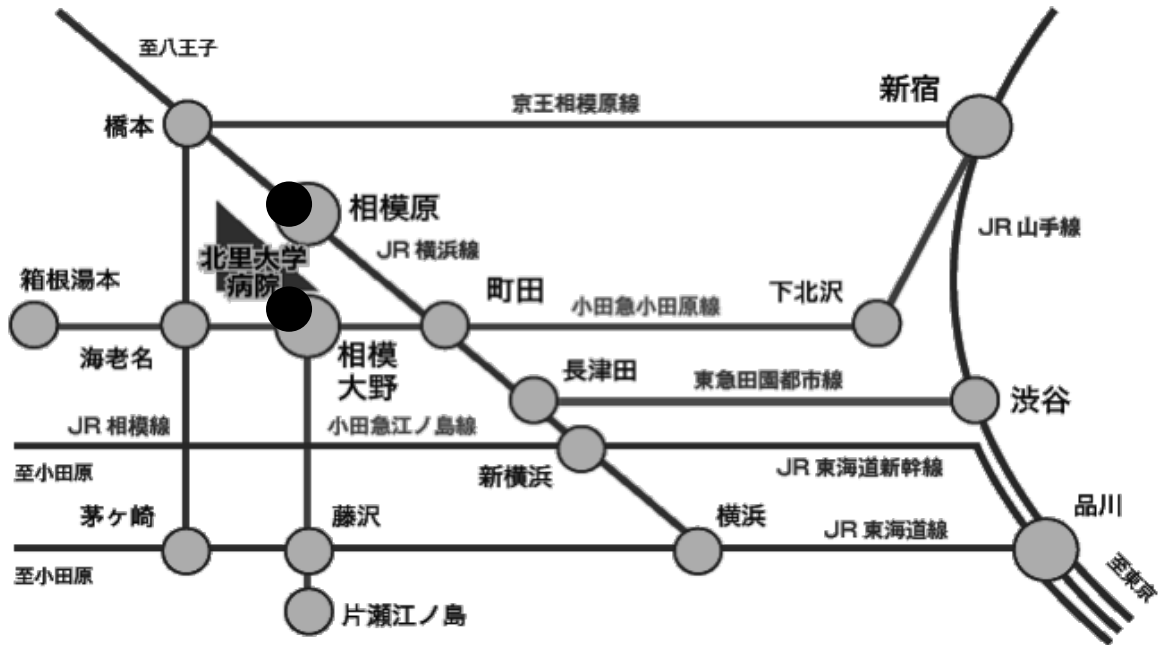 至八王子
新宿
京王相模原線
橋本
相模原
JR 横浜線
JR 山手線
北里大学
病院
箱根湯本
町田
小田急小田原線
下北沢
海老名
相模
大野
長津田
東急田園都市線
渋谷
JR 相模線
小田急江ノ島線
至小田原
新横浜
JR 東海道新幹線
茅ヶ崎
藤沢
横浜
JR 東海道線
品川
至小田原
至東京
片瀬江ノ島